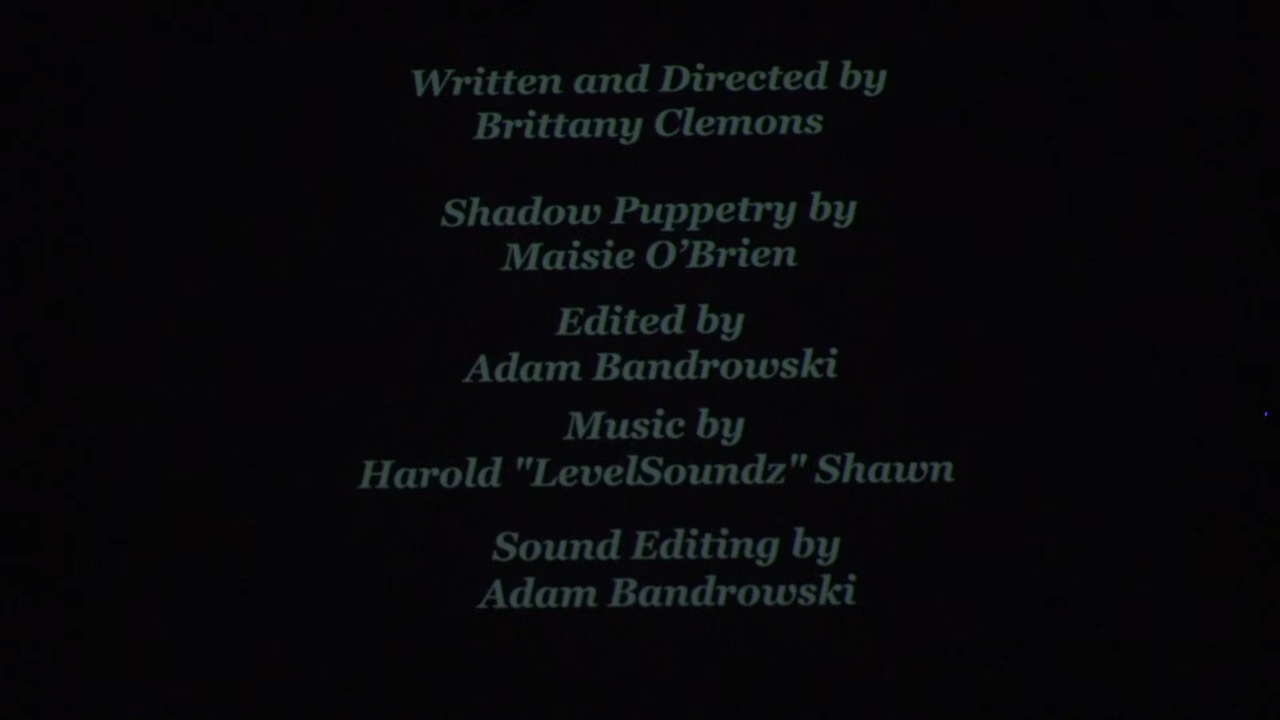 Written and Directed by
Brittany Clemons
Shadow Puppetry by
Maisie O’Brien
Edited by
Adam Bandrowski
Music by
Harold "LevelSoundz" Shawn
Sound Editing by
Adam Bandrowski